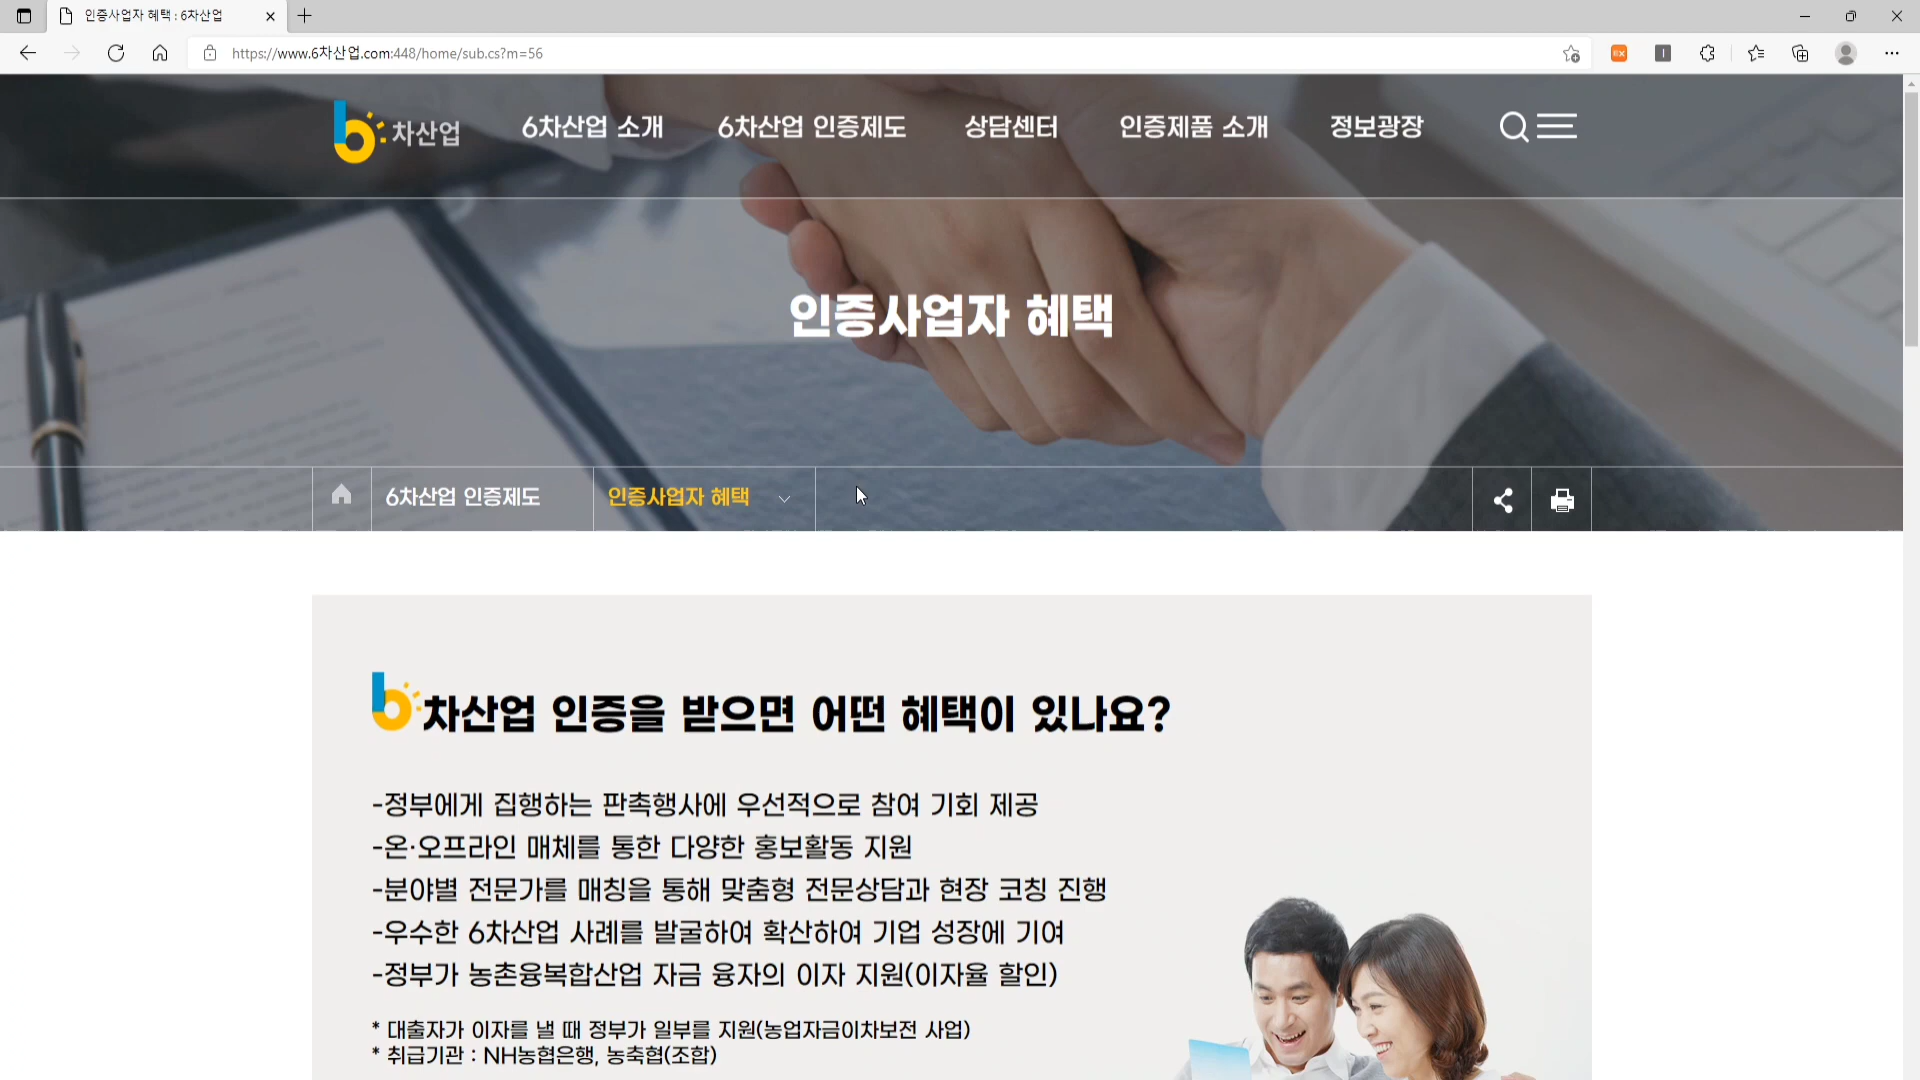 인증사업자 혜택 : 6차산업
https://www.6차산업.com:448/home/sub.cs?m=56
차산업
6차산업 소개
6차산업 인증제도
상담센터
인증제품 소개
정보광장
인증사업자 혜택
6차산업 인증제도
인증사업자 혜택
6차산업 인증을 받으면 어떤 혜택이 있나요?
-정부에게 집행하는 판촉행사에 우선적으로 참여 기회 제공
-온·오프라인 매체를 통한 다양한 홍보활동 지원
-분야별 전문가를 매칭을 통해 맞춤형 전문상담과 현장 코칭 진행
-우수한 6차산업 사례를 발굴하여 확산하여 기업 성장에 기여
-정부가 농촌융복합산업 자금 융자의 이자 지원(이자율 할인)
* 대출자가 이자를 낼 때 정부가 일부를 지원(농업자금이차보전 사업)
* 취급기관 : NH농협은행, 농축협(조합)